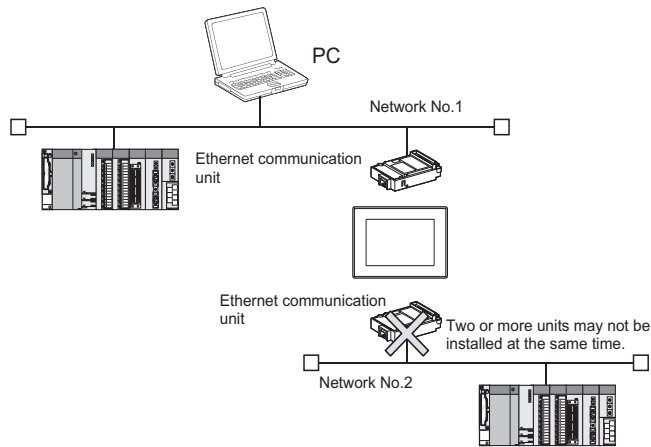 PC
Network No.1
Ethernet communication
unit
Ethernet communication
unit
Two or more units may not be
installed at the same time.
Network No.2